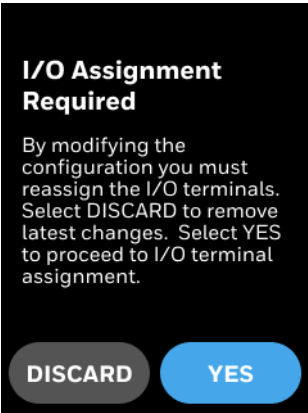 I/O Assignment
Required
By modifying the
configuration you must
reassign the I/O terminals.
Select DISCARD to remove
latest changes.  Select YES
to proceed to I/O terminal
assignment.
DISCARD
YES